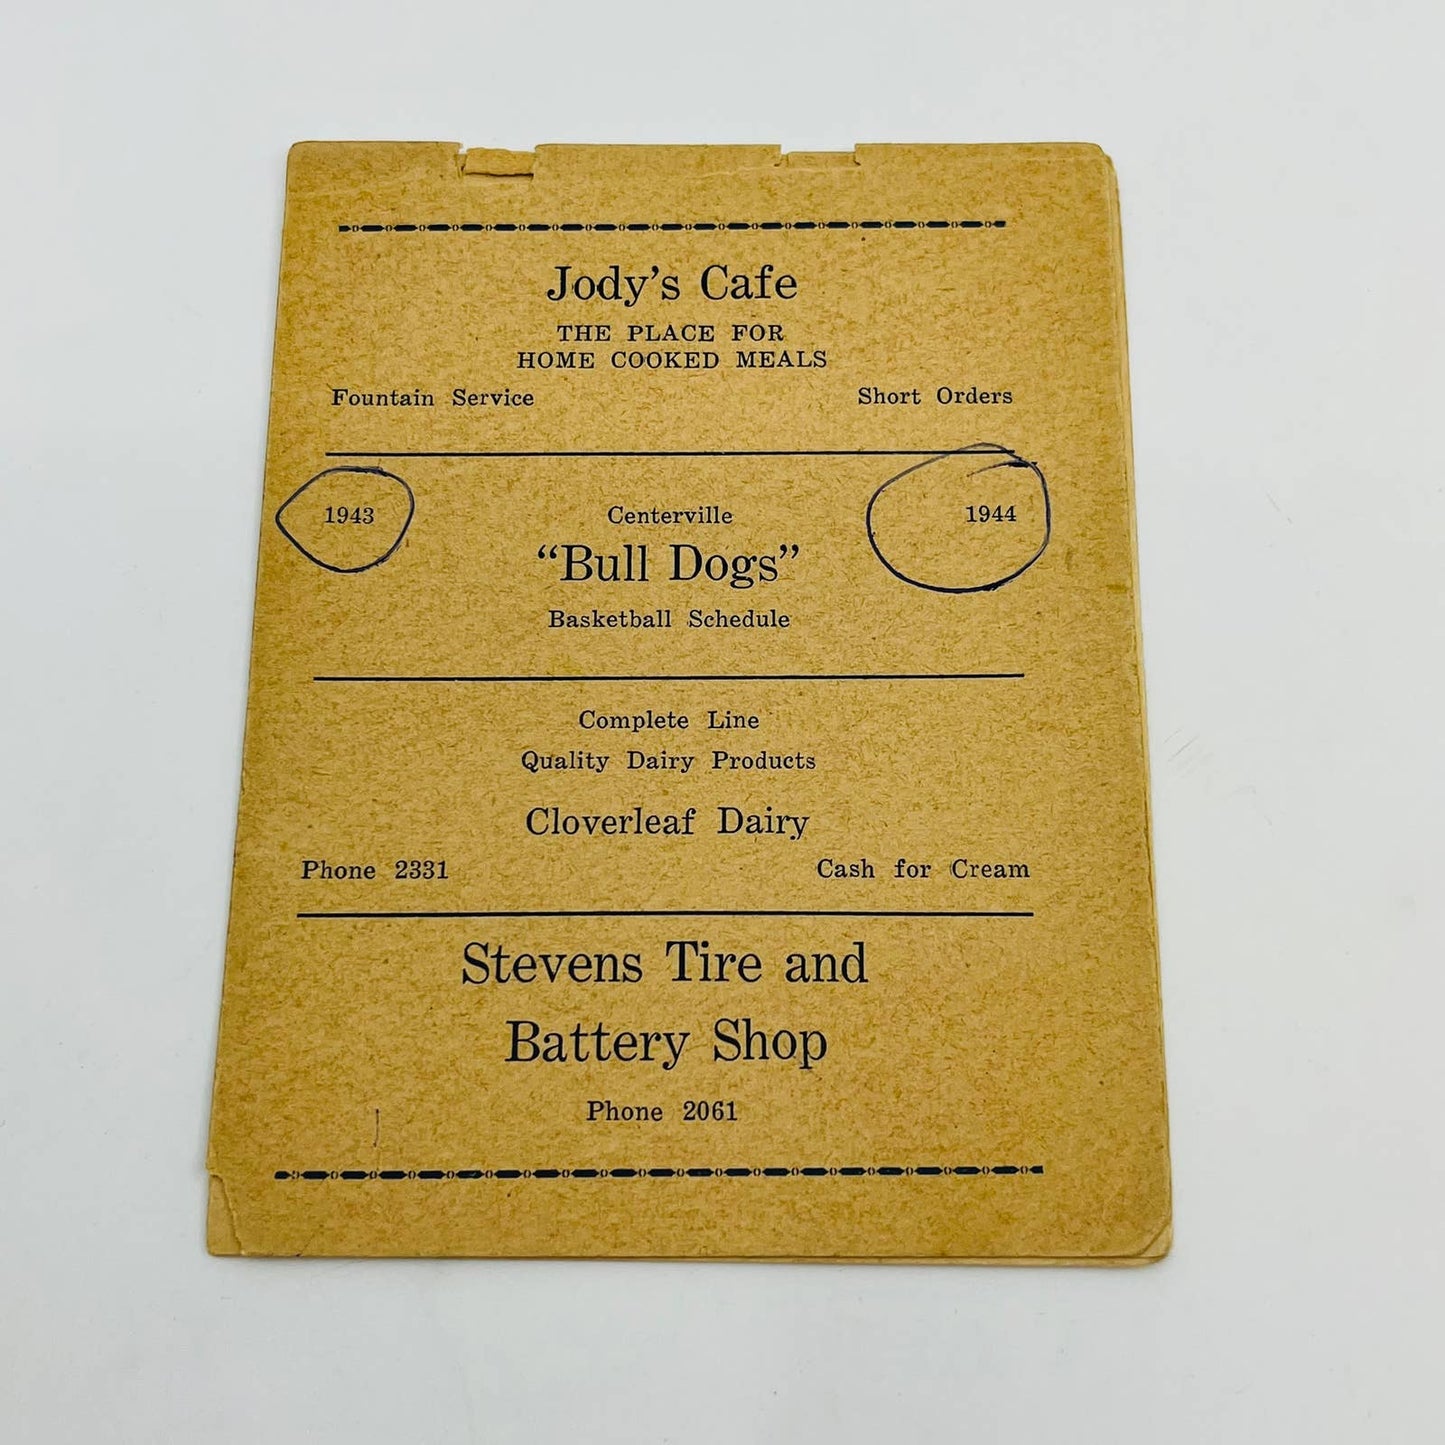 Jody's Cafe
THE PLACE FOR
HOME COOKED MEALS
Fountain Service Short Orders
1943 Centerville 1944
“Bull Dogs”
Basketball Schedule
Complete Line
Quality Dairy Products
Cloverleaf Dairy
Phone 2331 Cash for Cream
Stevens Tire and
Battery Shop
Phone 2061